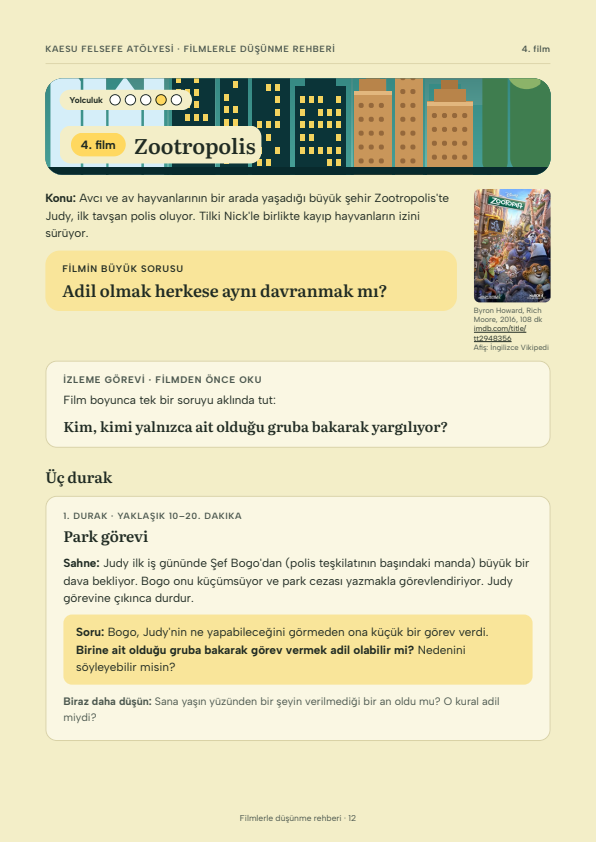 KAESU FELSEFE ATÖLYESİ · FİLMLERLE DÜŞÜNME REHBERİ
4. film
Yolculuk
4. film
Zootropolis
Konu: Avcı ve av hayvanlarının bir arada yaşadığı büyük şehir Zootropolis'te
Judy, ilk tavşan polis oluyor. Tilki Nick'le birlikte kayıp hayvanların izini
sürüyor.
FİLMİN BÜYÜK SORUSU
Adil olmak herkese aynı davranmak mı?
ZOOTOPIA
Byron Howard, Rich
Moore, 2016, 108 dk
imdb.com/title/
tt2948356
Afiş: İngilizce Vikipedi
İZLEME GÖREVİ · FİLMDEN ÖNCE OKU
Film boyunca tek bir soruyu aklında tut:
Kim, kimi yalnızca ait olduğu gruba bakarak yargılıyor?
Üç durak
1. DURAK · YAKLAŞIK 10–20. DAKİKA
Park görevi
Sahne: Judy ilk iş gününde Şef Bogo'dan (polis teşkilatının başındaki manda) büyük bir
dava bekliyor. Bogo onu küçümsüyor ve park cezası yazmakla görevlendiriyor. Judy
görevine çıkınca durdur.
Soru: Bogo, Judy'nin ne yapabileceğini görmeden ona küçük bir görev verdi.
Birine ait olduğu gruba bakarak görev vermek adil olabilir mi? Nedenini
söyleyebilir misin?
Biraz daha düşün: Sana yaşın yüzünden bir şeyin verilmediği bir an oldu mu? O kural adil
miydi?
Filmlerle düşünme rehberi · 12